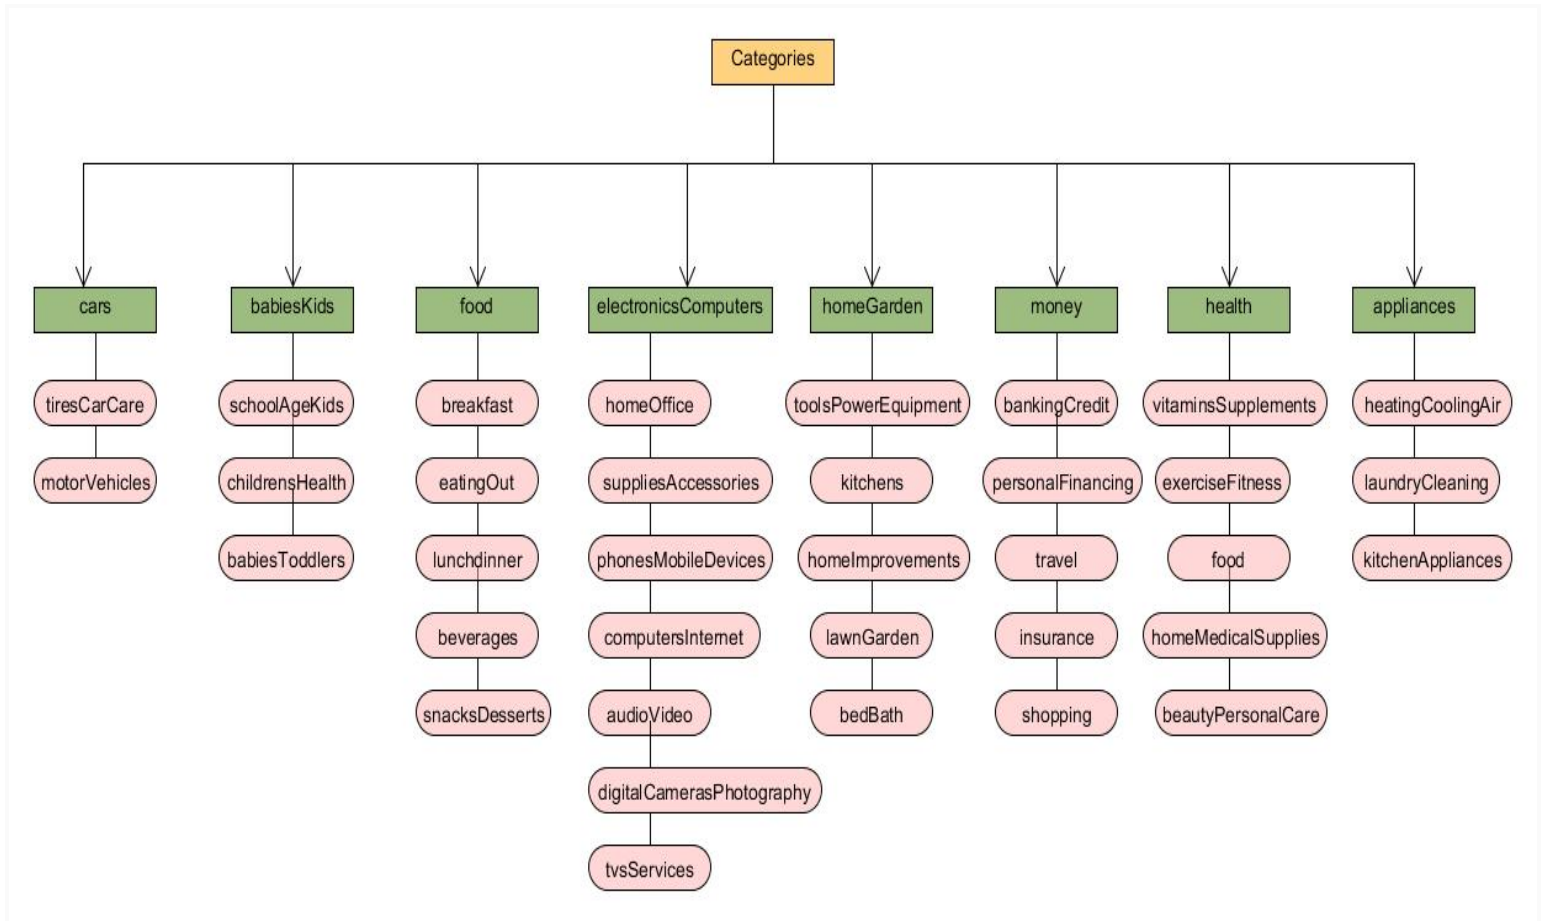 Categories
cars
babiesKids
food
electronicsComputers
homeGarden
money
health
appliances
tiresCarCare
schoolAgeKids
breakfast
homeOffice
toolsPowerEquipment
bankingCredit
vitaminsSupplements
heatingCoolingAir
motorVehicles
childrensHealth
eatingOut
suppliesAccessories
kitchens
personalFinancing
exerciseFitness
laundryCleaning
babiesToddlers
lunchdinner
phonesMobileDevices
homeImprovements
travel
food
kitchenAppliances
beverages
computersInternet
lawnGarden
insurance
homeMedicalSupplies
snacksDesserts
audioVideo
bedBath
shopping
beautyPersonalCare
digitalCamerasPhotography
tvsServices